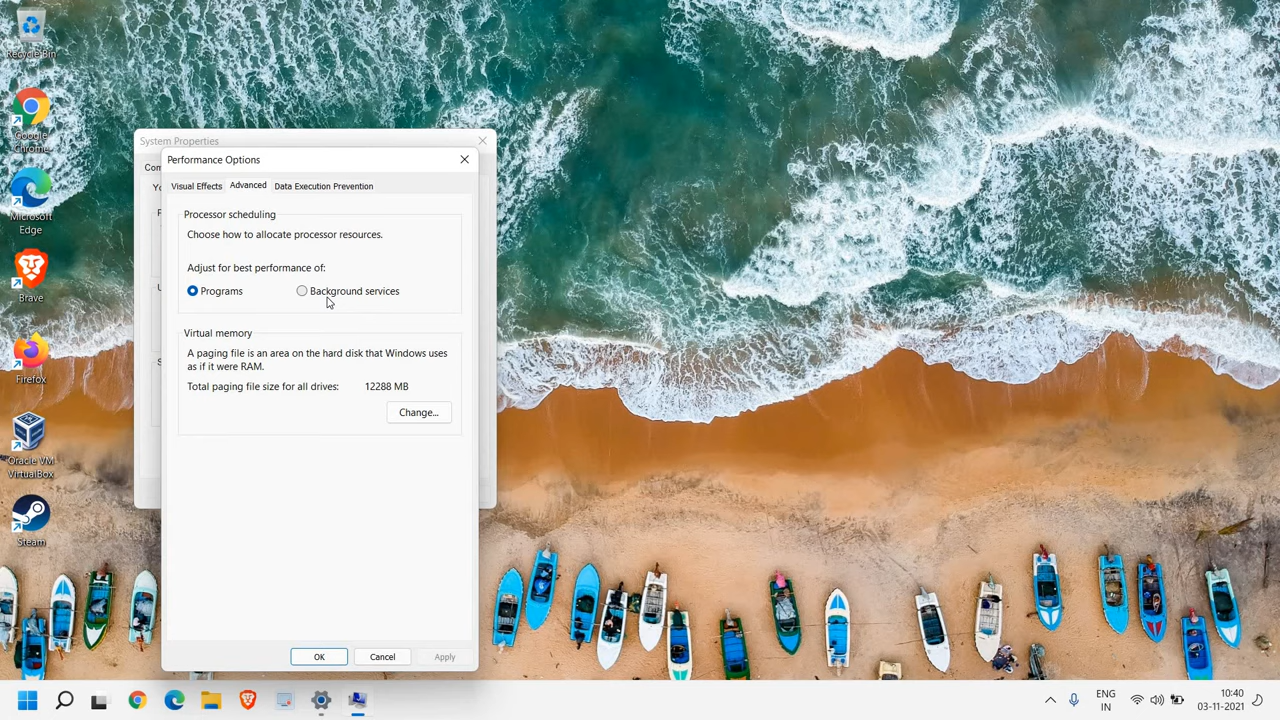 Recycle Bin
Google
Chrome
Microsoft
Edge
Brave
Firefox
Oracle VM
VirtualBox
Steam
System Properties
Com
Yo
P
U
S
Performance Options
Visual Effects
Advanced
Data Execution Prevention
Processor scheduling
Choose how to allocate processor resources.
Adjust for best performance of:
Programs
Background services
Virtual memory
A paging file is an area on the hard disk that Windows uses
as if it were RAM.
Total paging file size for all drives: 12288 MB
Change...
OK
Cancel
Apply
ENG
IN
10:40
03-11-2021